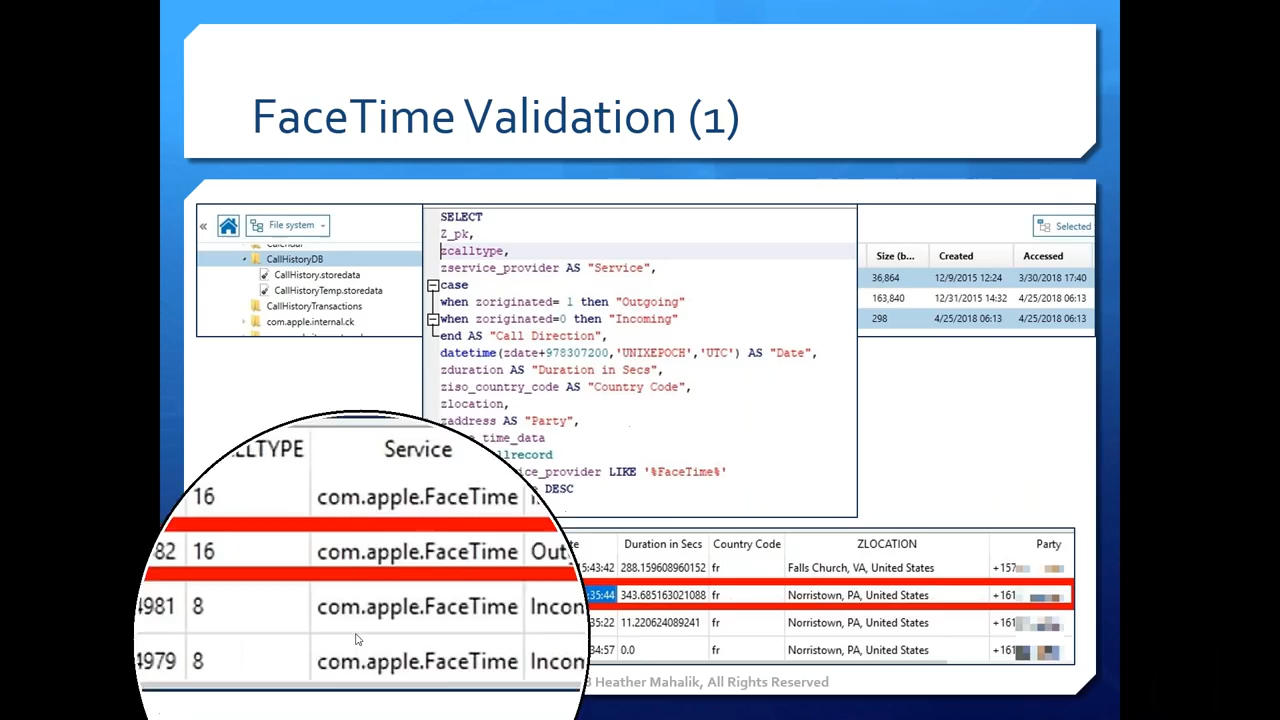 FaceTime Validation (1)
«
File system
Calendar
CallHistoryDB
CallHistory.storedata
CallHistoryTemp.storedata
CallHistoryTransactions
com.apple.internal.ck
SELECT
Z_pk,
zcalltype,
zservice_provider AS "Service",
case
when zoriginated= 1 then "Outgoing"
when zoriginated=0 then "Incoming"
end AS "Call Direction",
datetime(zdate+978307200,'UNIXEPOCH','UTC') AS "Date",
zduration AS "Duration in Secs",
ziso_country_code AS "Country Code",
zlocation,
zaddress AS "Party",
time_data
llrecord
ice_provider LIKE '%FaceTime%'
DESC
Selected
Size (b... Created Accessed
36,864 12/9/2015 12:24 3/30/2018 17:40
163,840 12/31/2015 14:32 4/25/2018 06:13
298 4/25/2018 06:13 4/25/2018 06:13
LLTYPE Service
16 com.apple.FaceTime
82 16 com.apple.FaceTime Out
4981 8 com.apple.FaceTime Incon
4979 8 com.apple.FaceTime Incon
te Duration in Secs Country Code ZLOCATION Party
5:43:42 288.159608960152 fr Falls Church, VA, United States +157
35:44 343.685163021088 fr Norristown, PA, United States +161
35:22 11.220624089241 fr Norristown, PA, United States +161
34:57 0.0 fr Norristown, PA, United States +161
Heather Mahalik, All Rights Reserved